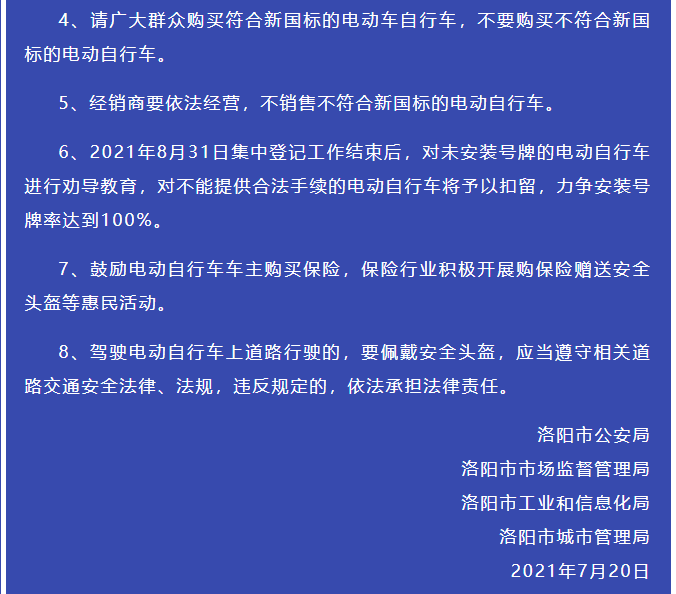 4、请广大群众购买符合新国标的电动车自行车，不要购买不符合新国
标的电动自行车。
5、经销商要依法经营，不销售不符合新国标的电动自行车。
6、2021年8月31日集中登记工作结束后，对未安装号牌的电动自行车
进行劝导教育，对不能提供合法手续的电动自行车将予以扣留，力争安装号
牌率达到100%。
7、鼓励电动自行车车主购买保险，保险行业积极开展购保险赠送安全
头盔等惠民活动。
8、驾驶电动自行车上道路行驶的，要佩戴安全头盔，应当遵守相关道
路交通安全法律、法规，违反规定的，依法承担法律责任。
洛阳市公安局
洛阳市市场监督管理局
洛阳市工业和信息化局
洛阳市城市管理局
2021年7月20日